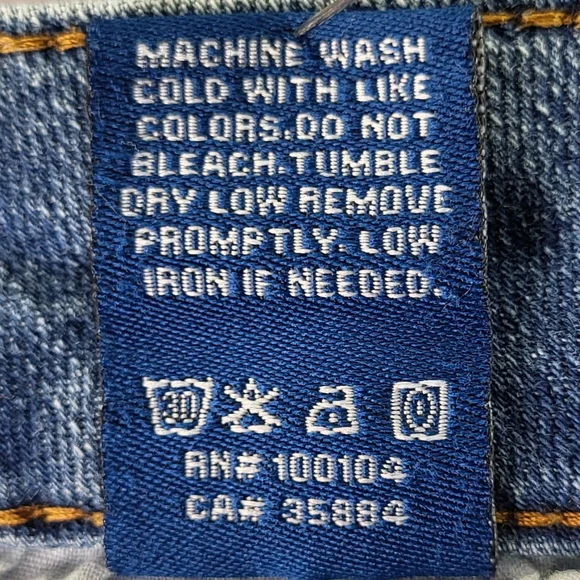 MACHINE WASH
COLD WITH LIKE
COLORS.DO NOT
BLEACH.TUMBLE
DRY LOW REMOVE
PROMPTLY. LOW
IRON IF NEEDED.
30
RN# 100104
CA# 35884